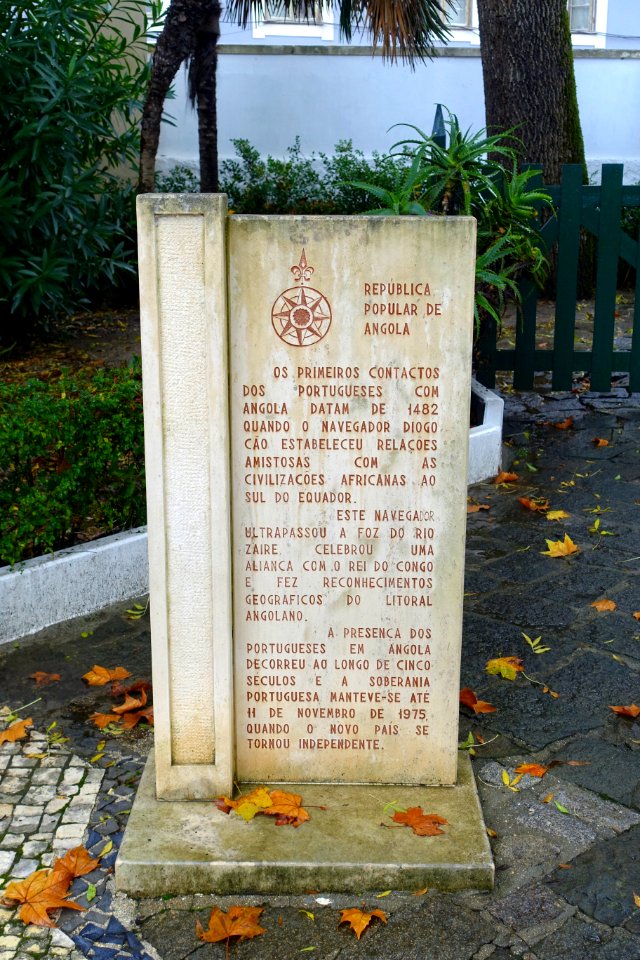 REPÚBLICA
POPULAR DE
ANGOLA
OS PRIMEIROS CONTACTOS
DOS PORTUGUESES COM
ANGOLA DATAM DE 1482
QUANDO O NAVEGADOR DIOGO
CÃO ESTABELECEU RELAÇÕES
AMISTOSAS COM AS
CIVILIZACÕES AFRICANAS AO
SUL DO EQUADOR.
ESTE NAVEGADOR
ULTRAPASSOU A FOZ DO RIO
ZAIRE, CELEBROU UMA
ALIANÇA COM O REI DO CONGO
E FEZ RECONHECIMENTOS
GEOGRAFICOS DO LITORAL
ANGOLANO.
A PRESENÇA DOS
PORTUGUESES EM ANGOLA
DECORREU AO LONGO DE CINCO
SÉCULOS E A SOBERANIA
PORTUGUESA MANTEVE-SE ATÉ
11 DE NOVEMBRO DE 1975,
QUANDO O NOVO PAIS SE
TORNOU INDEPENDENTE.